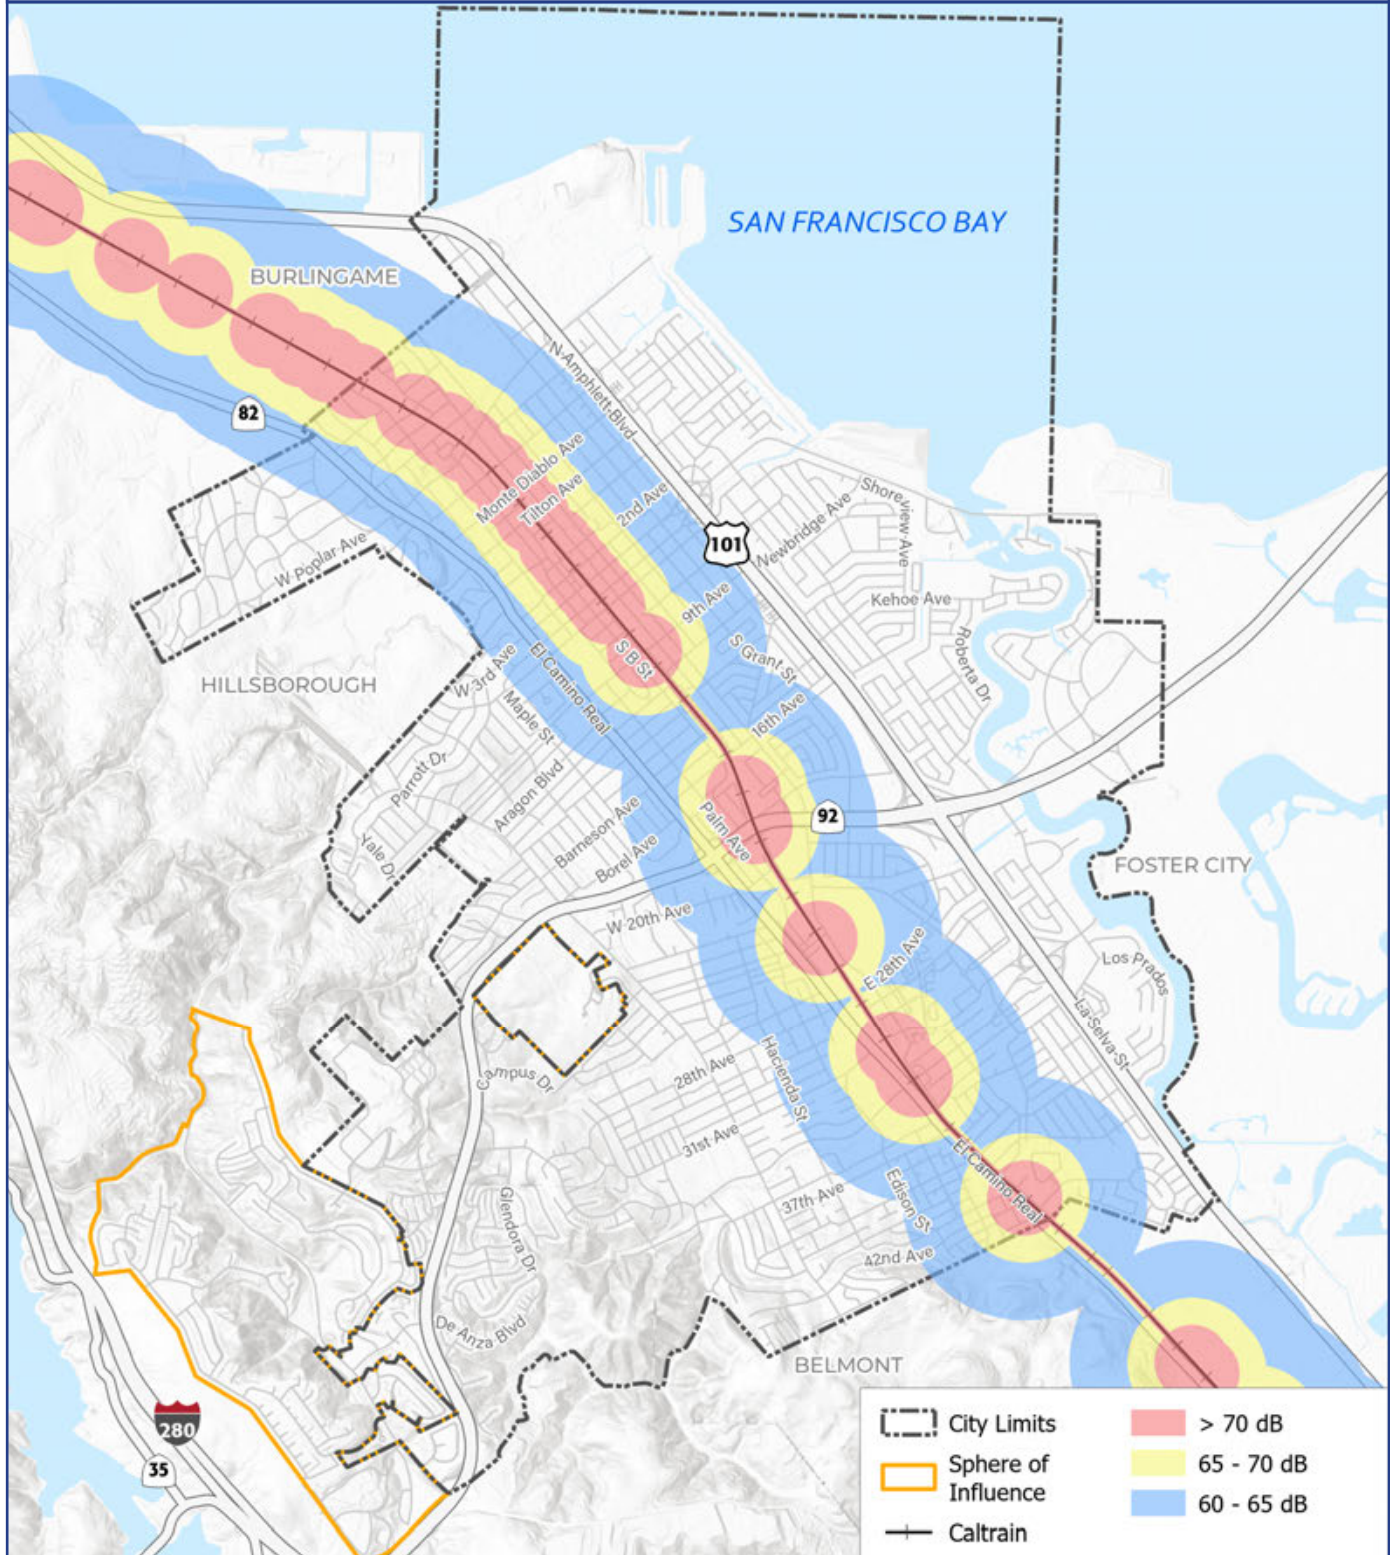 SAN FRANCISCO BAY
BURLINGAME
82
N Amphlett Blvd
Monte Diablo Ave
Tilton Ave
2nd Ave
101
Newbridge Ave
Shoreview Ave
Kehoe Ave
W Poplar Ave
9th Ave
S Grant St
Roberta Dr
HILLSBOROUGH
S B St
El Camino Real
W 3rd Ave
Maple St
16th Ave
Parrott Dr
Aragon Blvd
Yale Dr
Barneson Ave
Borel Ave
Palm Ave
92
FOSTER CITY
W 20th Ave
E 28th Ave
Los Prados
La Selva St
Campus Dr
28th Ave
Hacienda St
31st Ave
El Camino Real
Glendora Dr
37th Ave
Edison St
42nd Ave
De Anza Blvd
BELMONT
280
35
City Limits
Sphere of
Influence
Caltrain
> 70 dB
65 - 70 dB
60 - 65 dB